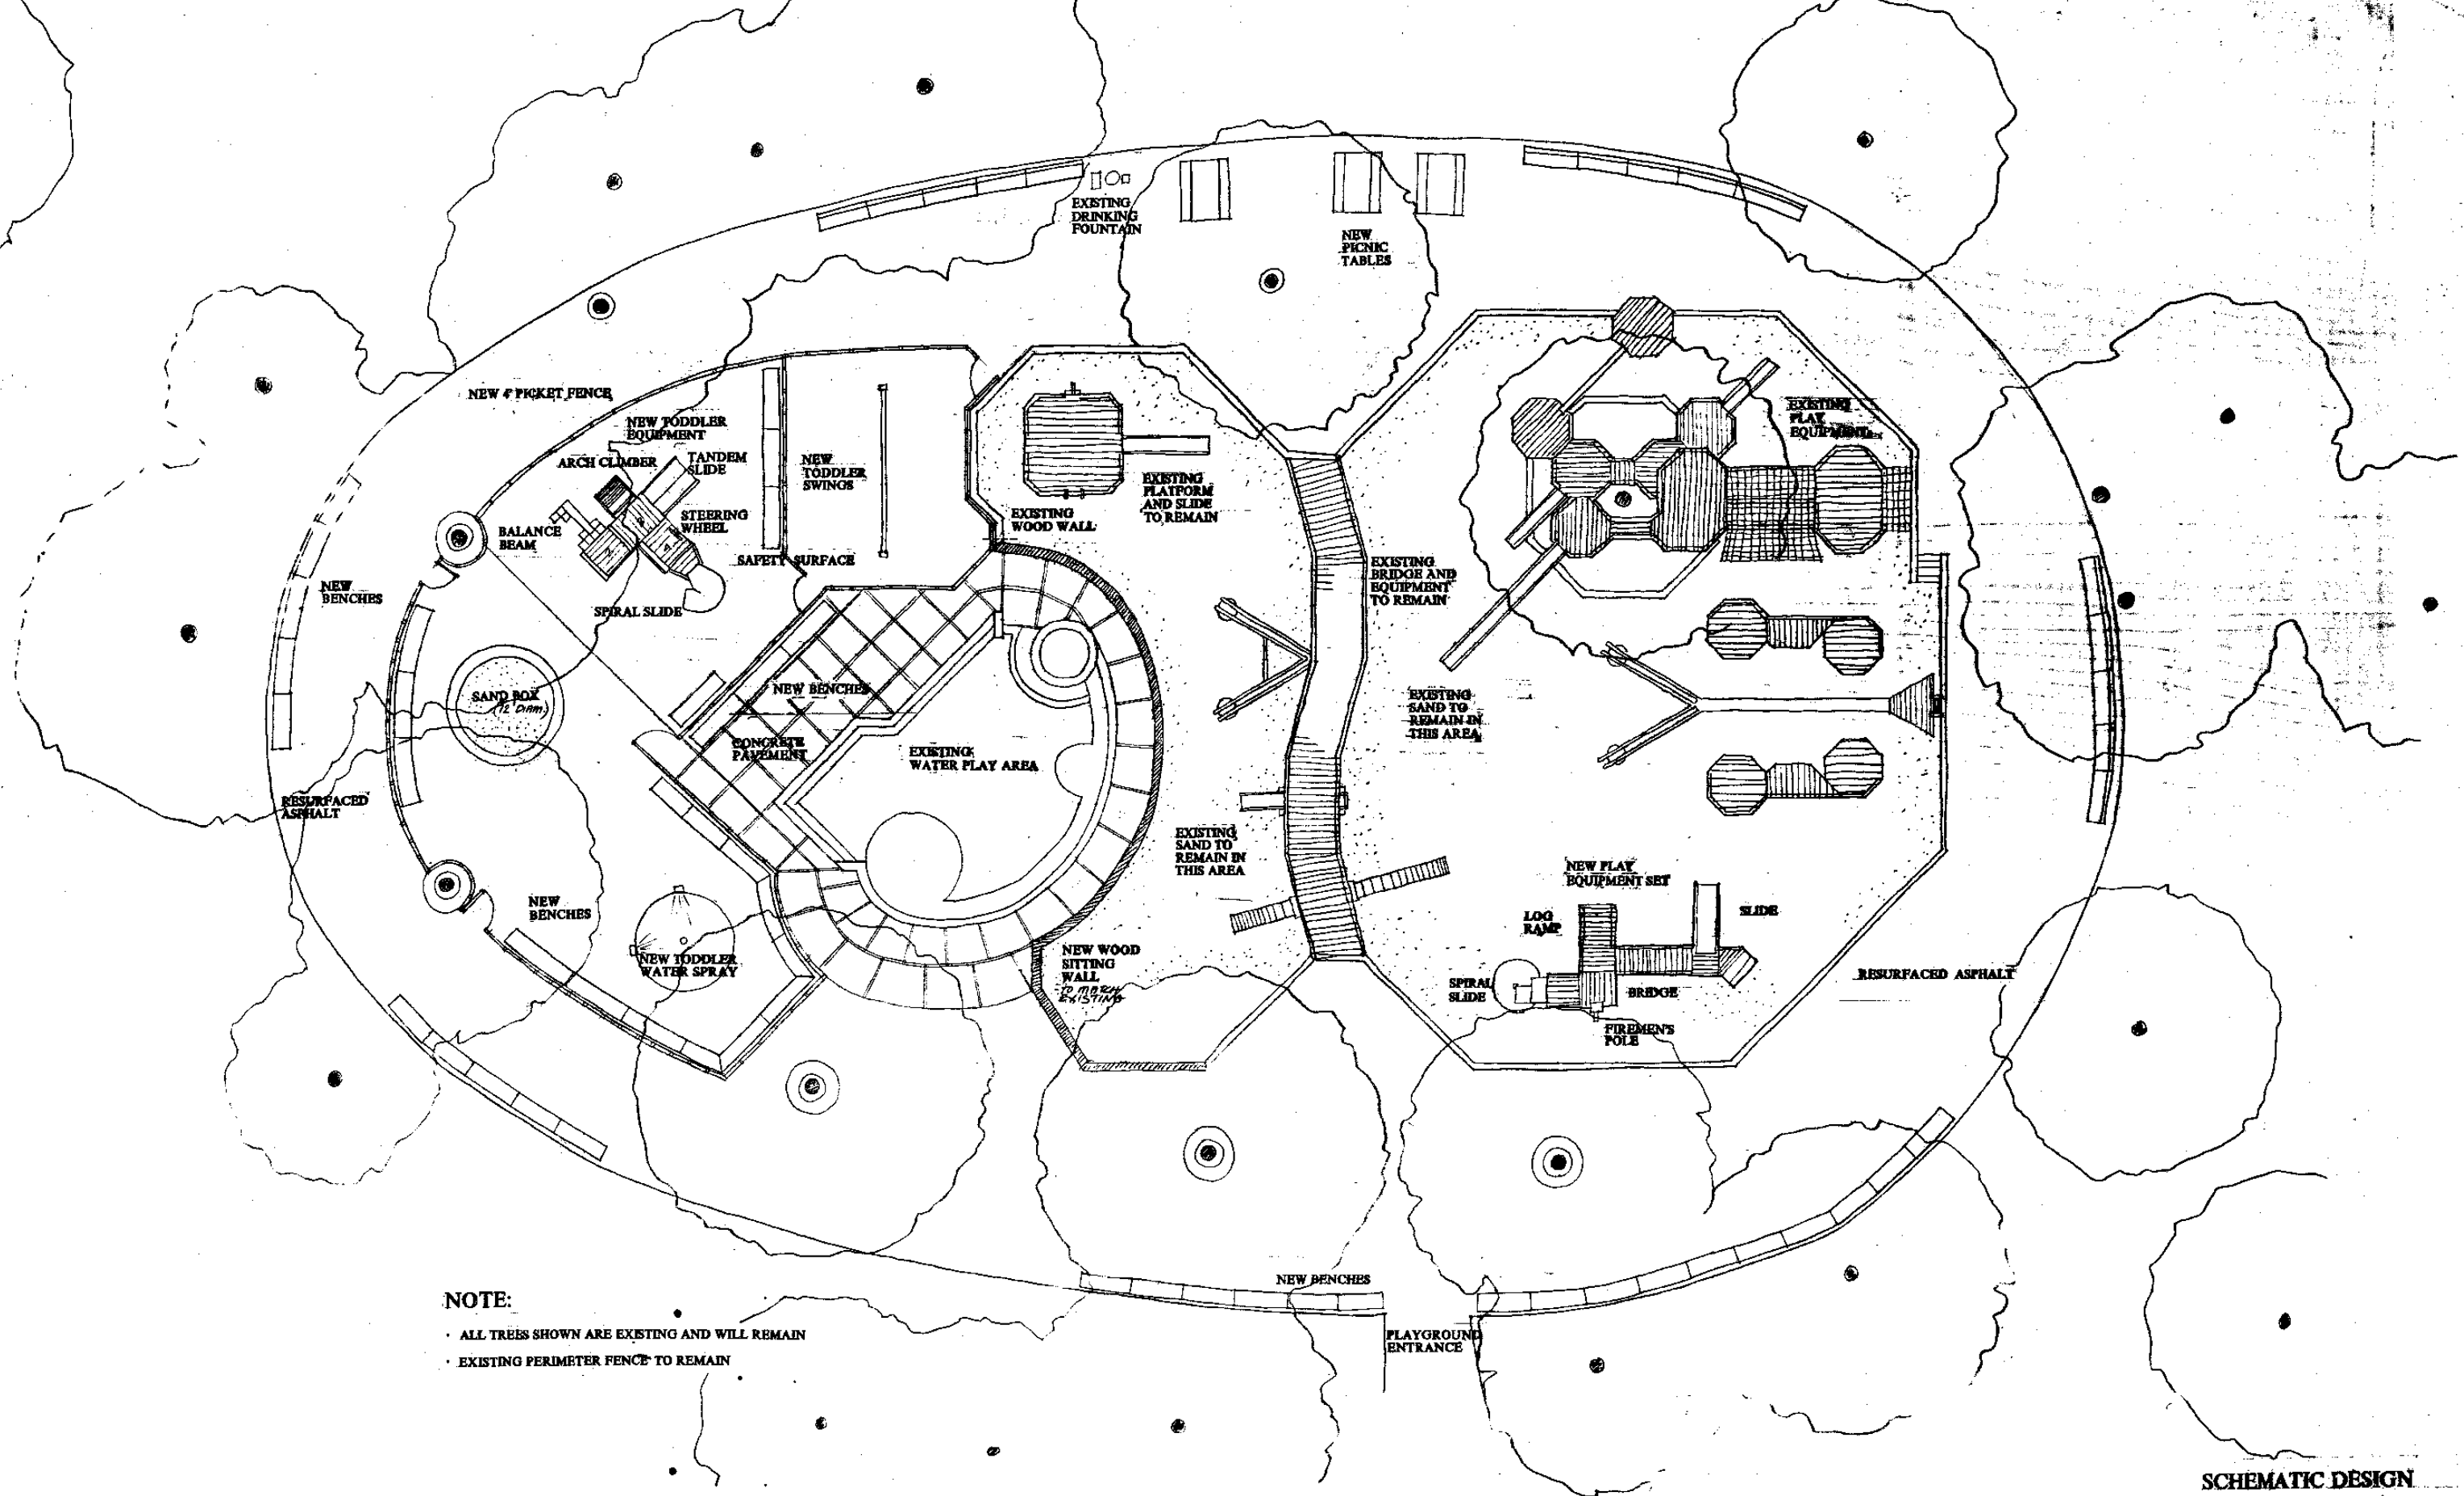 EXISTING
DRINKING
FOUNTAIN
NEW
PICNIC
TABLES
NEW 4' PICKET FENCE
NEW TODDLER
EQUIPMENT
ARCH CLIMBER
TANDEM
SLIDE
STEERING
WHEEL
BALANCE
BEAM
SPIRAL SLIDE
NEW
TODDLER
SWINGS
SAFETY SURFACE
EXISTING
WOOD WALL
EXISTING
PLATFORM
AND SLIDE
TO REMAIN
EXISTING
PLAY
EQUIPMENT
EXISTING
BRIDGE AND
EQUIPMENT
TO REMAIN
NEW
BENCHES
SAND BOX
(12' DIAM.)
NEW BENCHES
CONCRETE
PAVEMENT
EXISTING
WATER PLAY AREA
EXISTING
SAND TO
REMAIN IN
THIS AREA
RESURFACED
ASPHALT
EXISTING
SAND TO
REMAIN IN
THIS AREA
NEW
BENCHES
NEW TODDLER
WATER SPRAY
NEW WOOD
SITTING
WALL
TO MATCH
EXISTING
NEW PLAY
EQUIPMENT SET
LOG
RAMP
SLIDE
SPIRAL
SLIDE
BRIDGE
FIREMEN'S
POLE
RESURFACED ASPHALT
NEW BENCHES
PLAYGROUND
ENTRANCE
NOTE:
· ALL TREES SHOWN ARE EXISTING AND WILL REMAIN
· EXISTING PERIMETER FENCE TO REMAIN
SCHEMATIC DESIGN